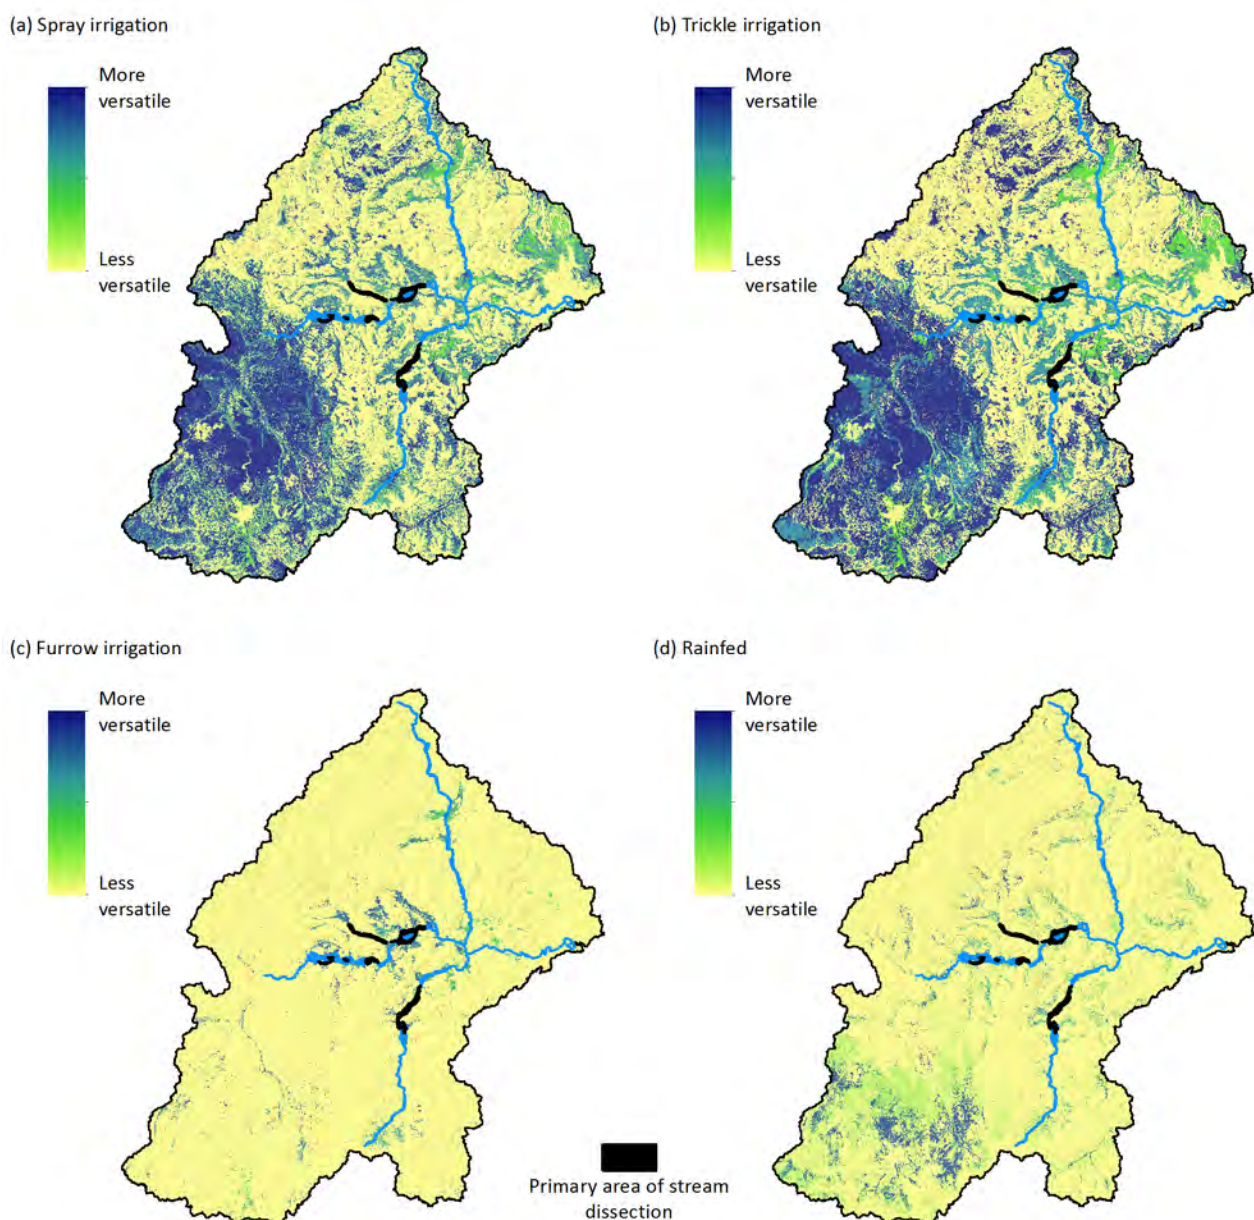 (a) Spray irrigation
More
versatile
Less
versatile
(b) Trickle irrigation
More
versatile
Less
versatile
(c) Furrow irrigation
More
versatile
Less
versatile
(d) Rainfed
More
versatile
Less
versatile
Primary area of stream
dissection